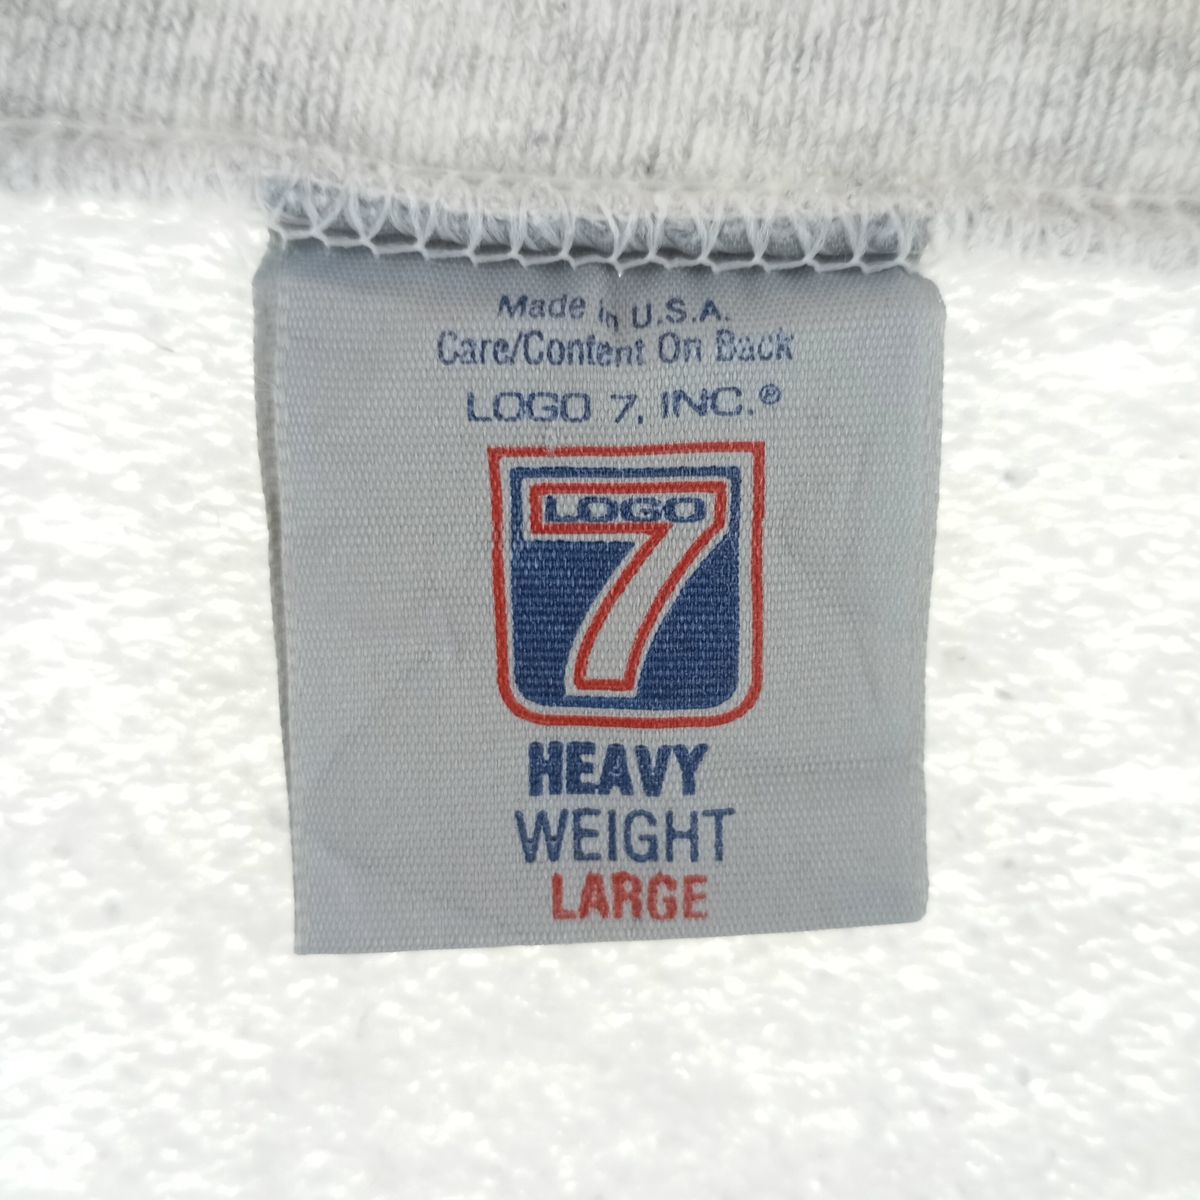 Made in U.S.A.
Care/Content On Back
LOGO 7, INC.®
LOGO
7
HEAVY
WEIGHT
LARGE